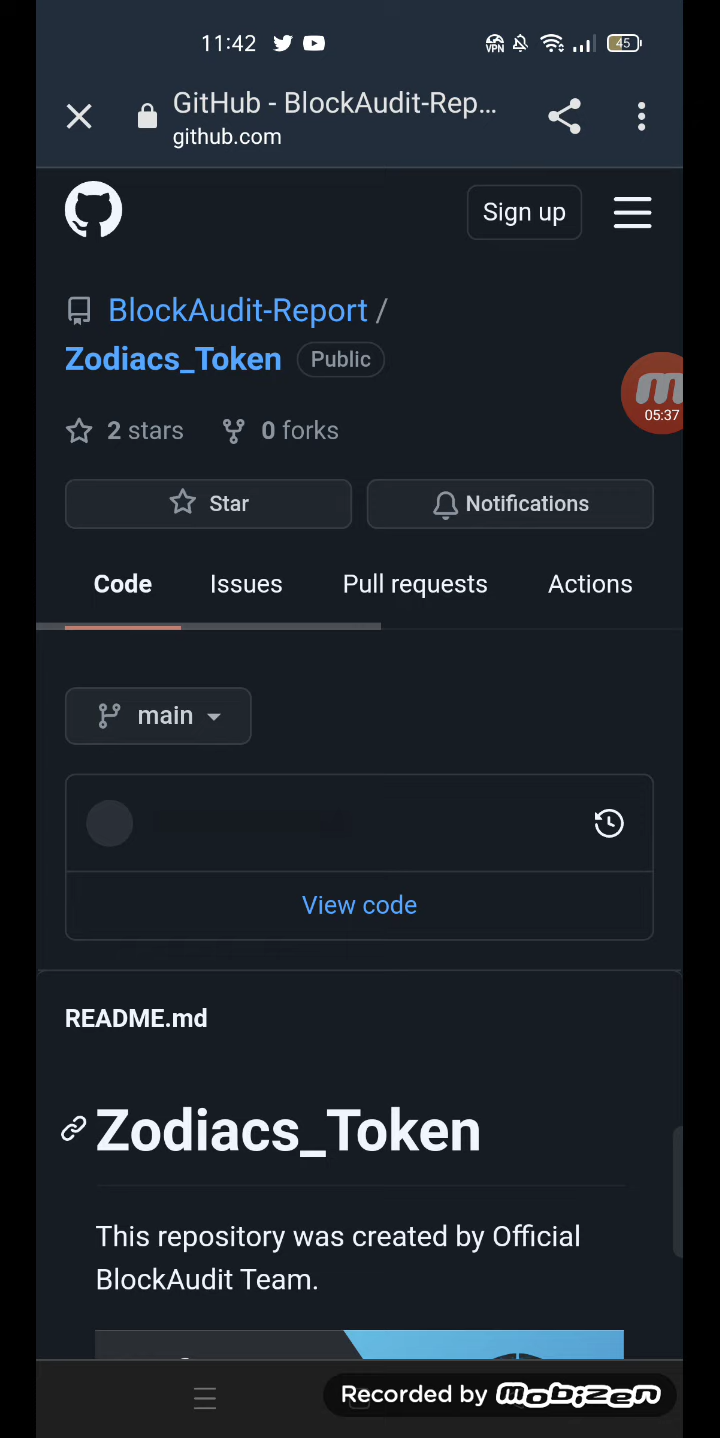 11:42
VPN
45
GitHub - BlockAudit-Rep...
github.com
Sign up
BlockAudit-Report /
Zodiacs_Token Public
05:37
2 stars 0 forks
Star Notifications
Code Issues Pull requests Actions
main
View code
README.md
Zodiacs_Token
This repository was created by Official
BlockAudit Team.
Recorded by mobizen